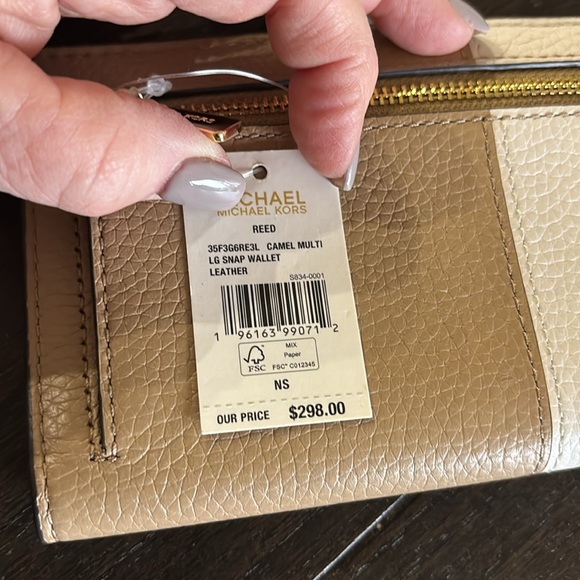 MICHAEL
MICHAEL KORS
REED
35F3G6RE3L CAMEL MULTI
LG SNAP WALLET
LEATHER
S834-0001
1 96163 99071 2
FSC
MIX
Paper
FSC® C012345
NS
OUR PRICE $298.00